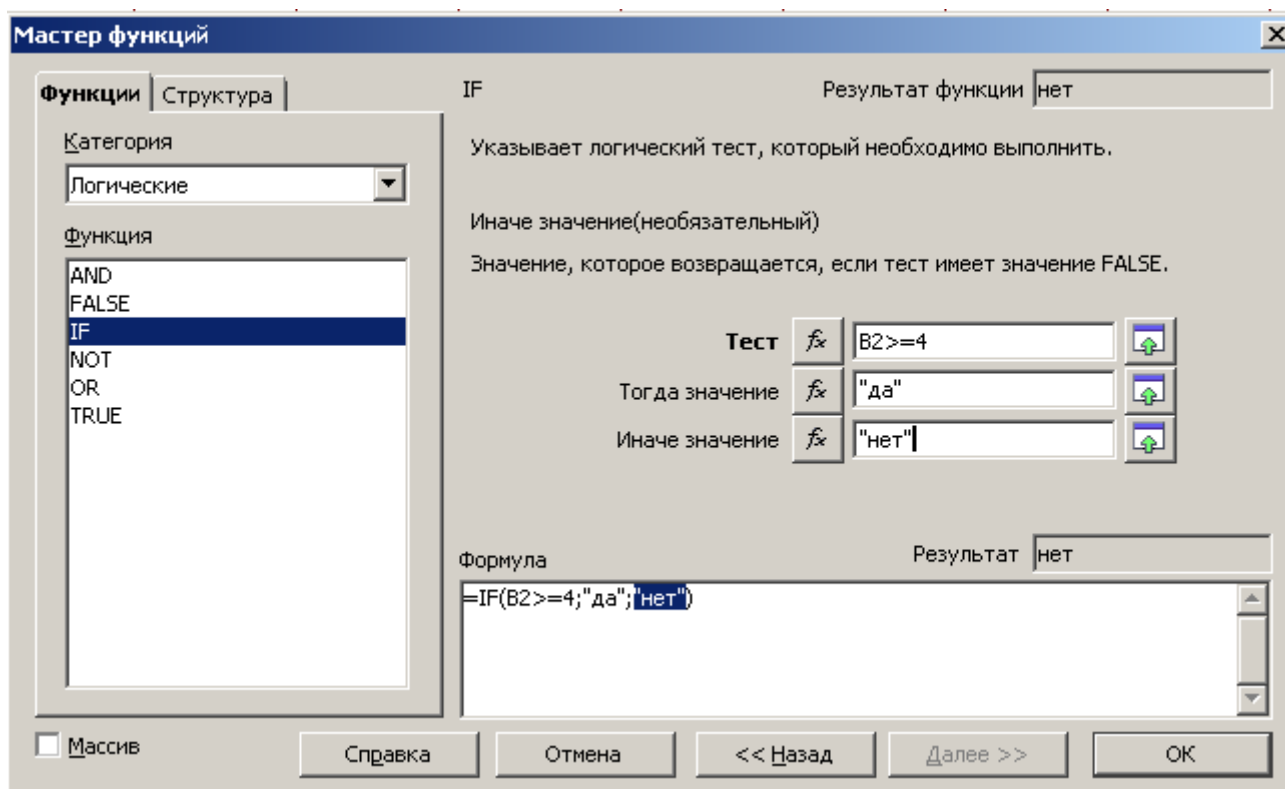 Мастер функций
Функции Структура
IF
Результат функции нет
Категория
Логические
Указывает логический тест, который необходимо выполнить.
Функция
AND
FALSE
IF
NOT
OR
TRUE
Иначе значение(необязательный)
Значение, которое возвращается, если тест имеет значение FALSE.
Тест fx B2>=4
Тогда значение fx "да"
Иначе значение fx "нет"
Формула
Результат нет
=IF(B2>=4;"да";"нет")
Массив
Справка
Отмена
<< Назад
Далее >>
OK